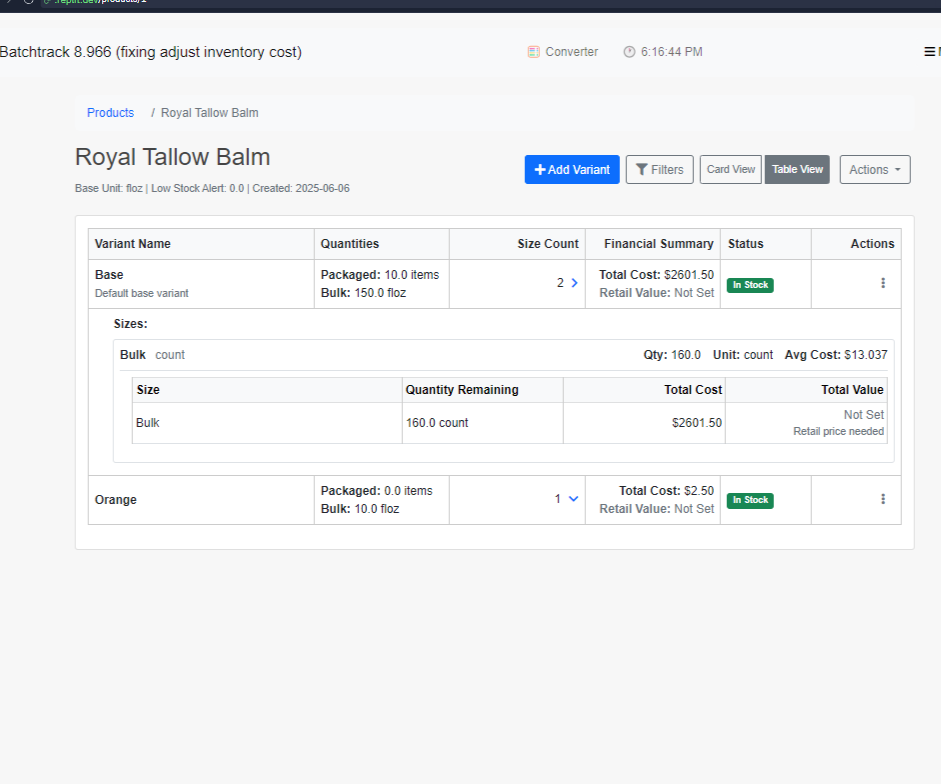 Batchtrack 8.966 (fixing adjust inventory cost)
Converter
6:16:44 PM
Products / Royal Tallow Balm
Royal Tallow Balm
Base Unit: floz | Low Stock Alert: 0.0 | Created: 2025-06-06
Add Variant
Filters
Card View
Table View
Actions
Variant Name Quantities Size Count Financial Summary Status Actions
Base
Default base variant
Packaged: 10.0 items
Bulk: 150.0 floz
2
Total Cost: $2601.50
Retail Value: Not Set
In Stock
Sizes:
Bulk count
Qty: 160.0 Unit: count Avg Cost: $13.037
Size Quantity Remaining Total Cost Total Value
Bulk 160.0 count $2601.50 Not Set
Retail price needed
Orange
Packaged: 0.0 items
Bulk: 10.0 floz
1
Total Cost: $2.50
Retail Value: Not Set
In Stock